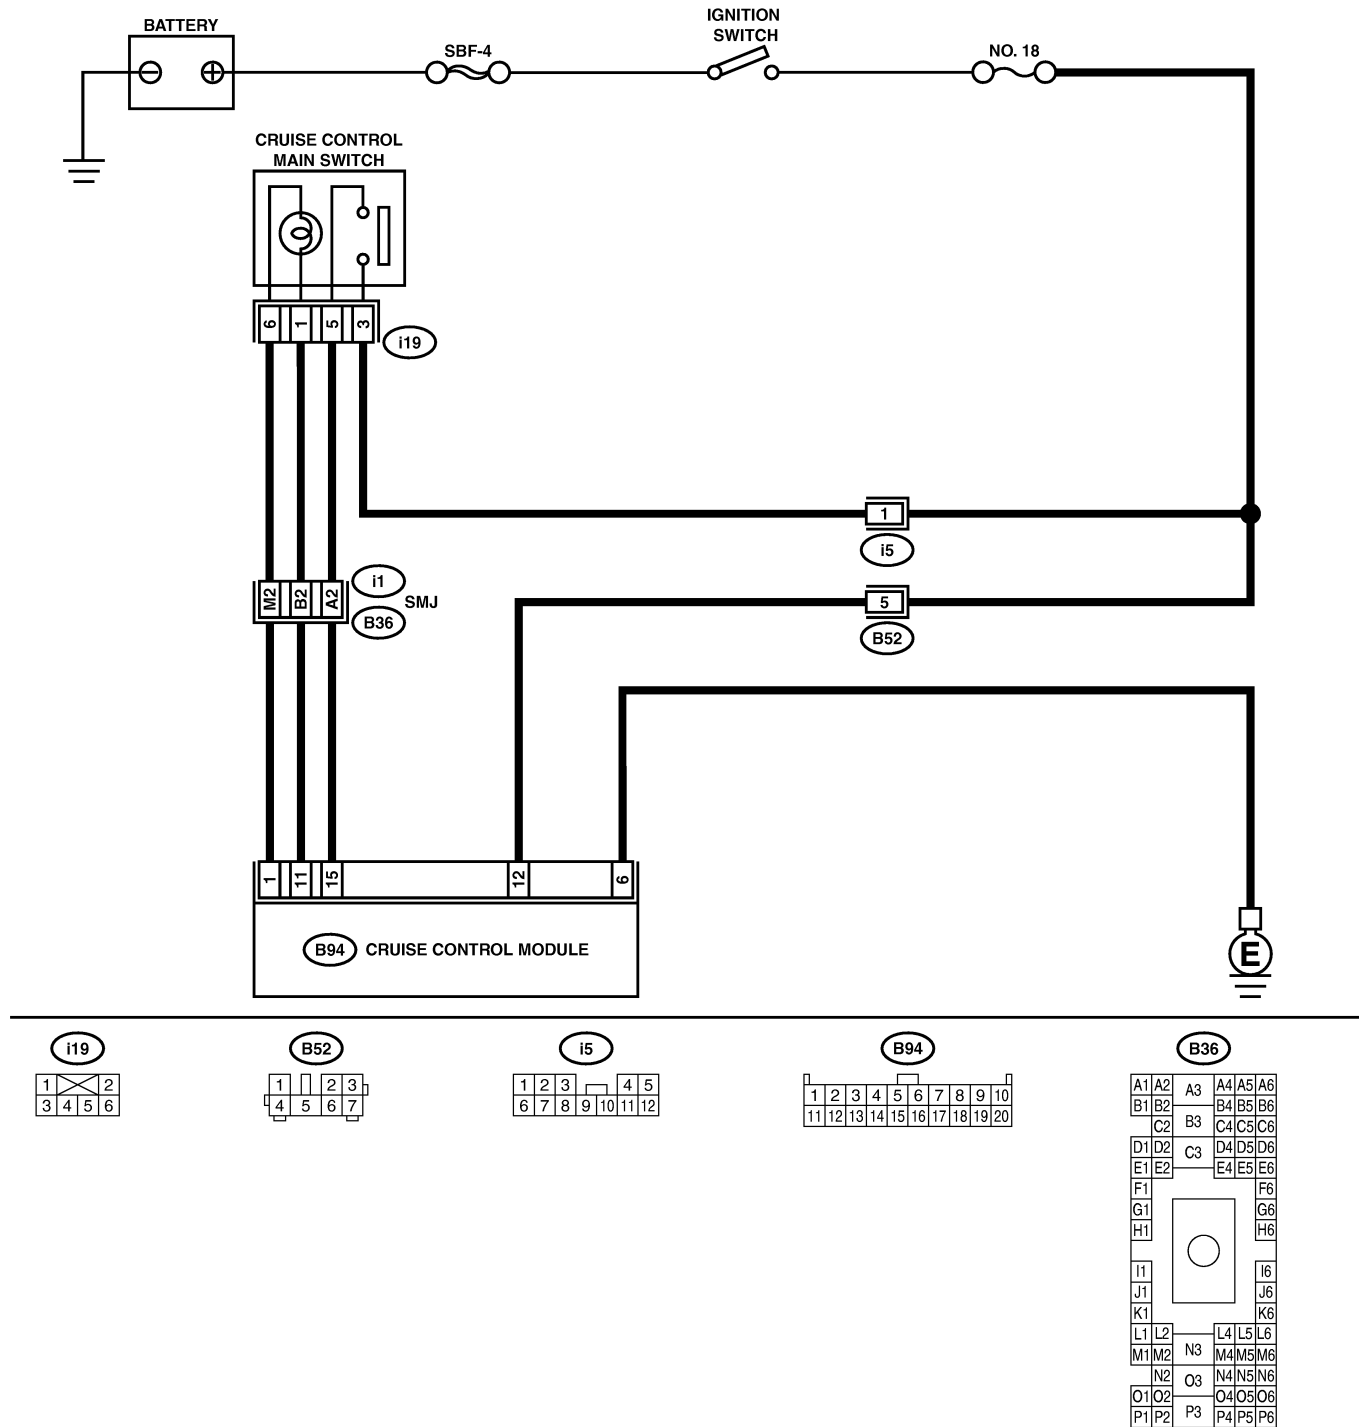 IGNITION
SWITCH
BATTERY
SBF-4
NO. 18
CRUISE CONTROL
MAIN SWITCH
6 1 5 3
i19
1
i5
M2 B2 A2
i1
SMJ
B36
5
B52
1 11 15 12 6
B94 CRUISE CONTROL MODULE
E
i19
1 2
3 4 5 6
B52
1 2 3
4 5 6 7
i5
1 2 3 4 5
6 7 8 9 10 11 12
B94
1 2 3 4 5 6 7 8 9 10
11 12 13 14 15 16 17 18 19 20
B36
A1 A2 A3 A4 A5 A6
B1 B2 B4 B5 B6
B3
C2 C4 C5 C6
D1 D2 C3 D4 D5 D6
E1 E2 E4 E5 E6
F1 F6
G1 G6
H1 H6
I1 I6
J1 J6
K1 K6
L1 L2 L4 L5 L6
M1 M2 N3 M4 M5 M6
N2 O3 N4 N5 N6
O1 O2 O4 O5 O6
P1 P2 P3 P4 P5 P6